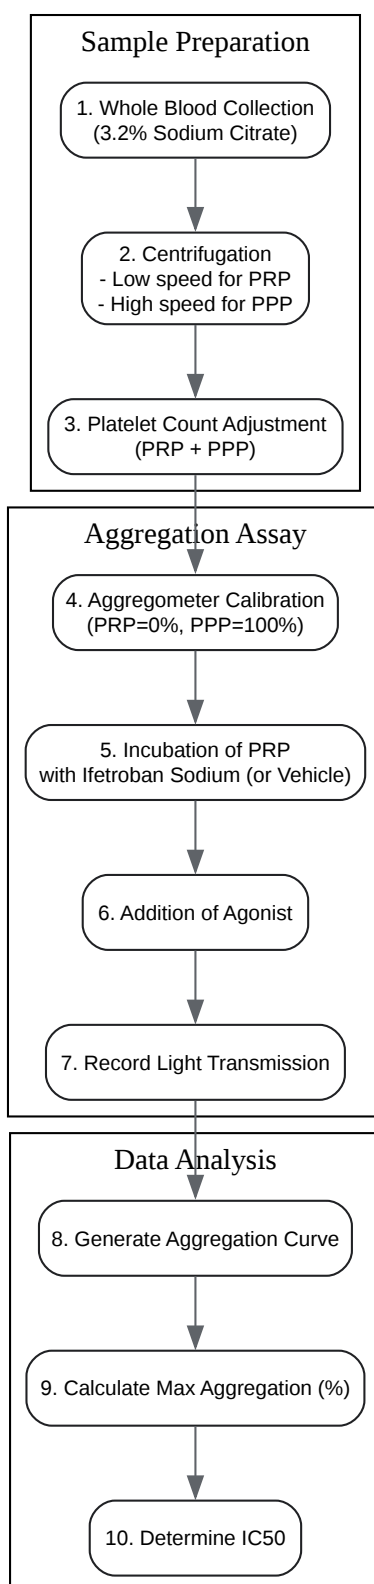 Sample Preparation
1. Whole Blood Collection
(3.2% Sodium Citrate)
2. Centrifugation
- Low speed for PRP
- High speed for PPP
3. Platelet Count Adjustment
(PRP + PPP)
Aggregation Assay
4. Aggregometer Calibration
(PRP=0%, PPP=100%)
5. Incubation of PRP
with Ifetroban Sodium (or Vehicle)
6. Addition of Agonist
7. Record Light Transmission
Data Analysis
8. Generate Aggregation Curve
9. Calculate Max Aggregation (%)
10. Determine IC50